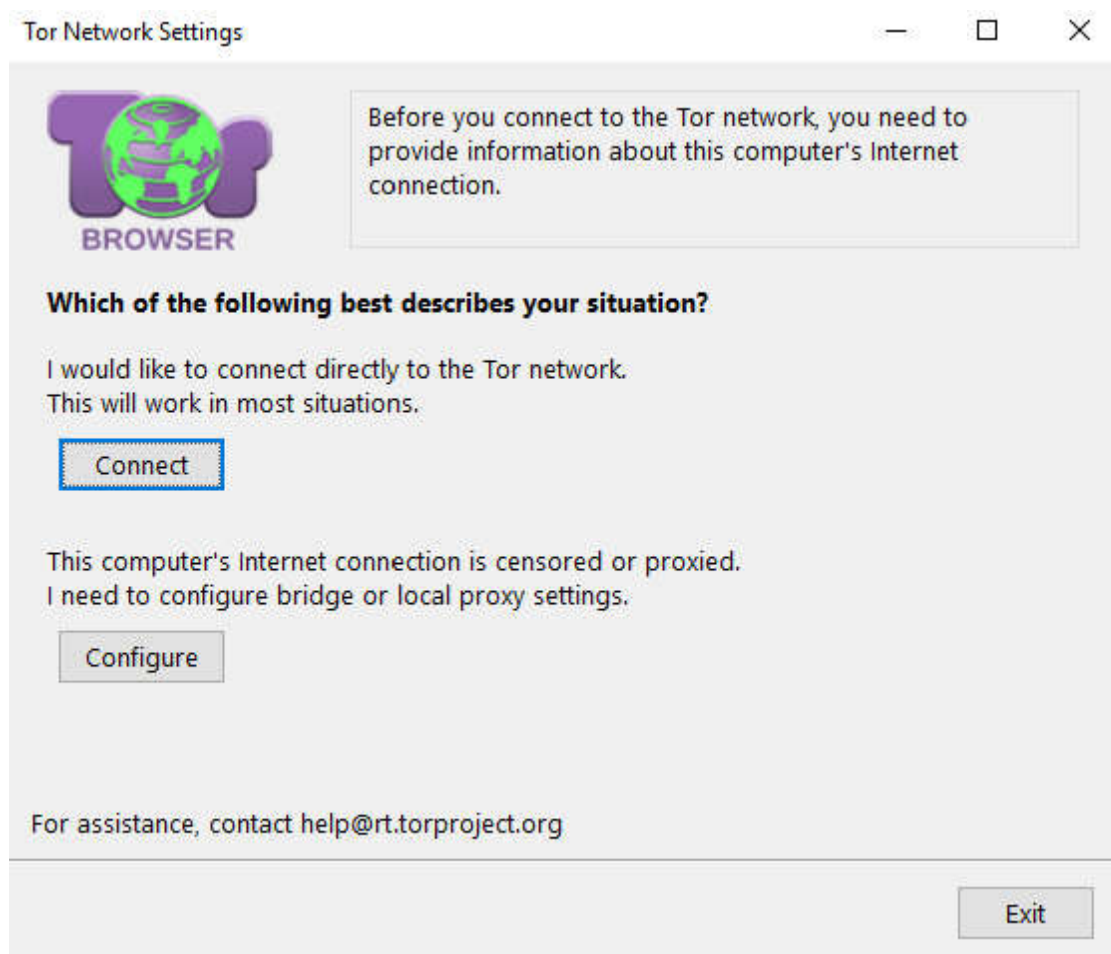 Tor Network Settings
Tor
BROWSER
Before you connect to the Tor network, you need to
provide information about this computer's Internet
connection.
Which of the following best describes your situation?
I would like to connect directly to the Tor network.
This will work in most situations.
Connect
This computer's Internet connection is censored or proxied.
I need to configure bridge or local proxy settings.
Configure
For assistance, contact help@rt.torproject.org
Exit